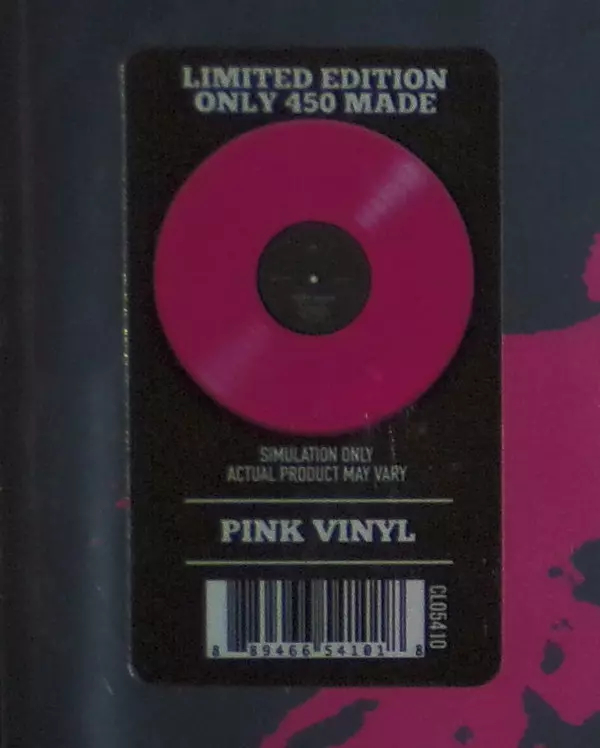 LIMITED EDITION
ONLY 450 MADE
SIMULATION ONLY
ACTUAL PRODUCT MAY VARY
PINK VINYL
CLO5410
8 89466 54101 8